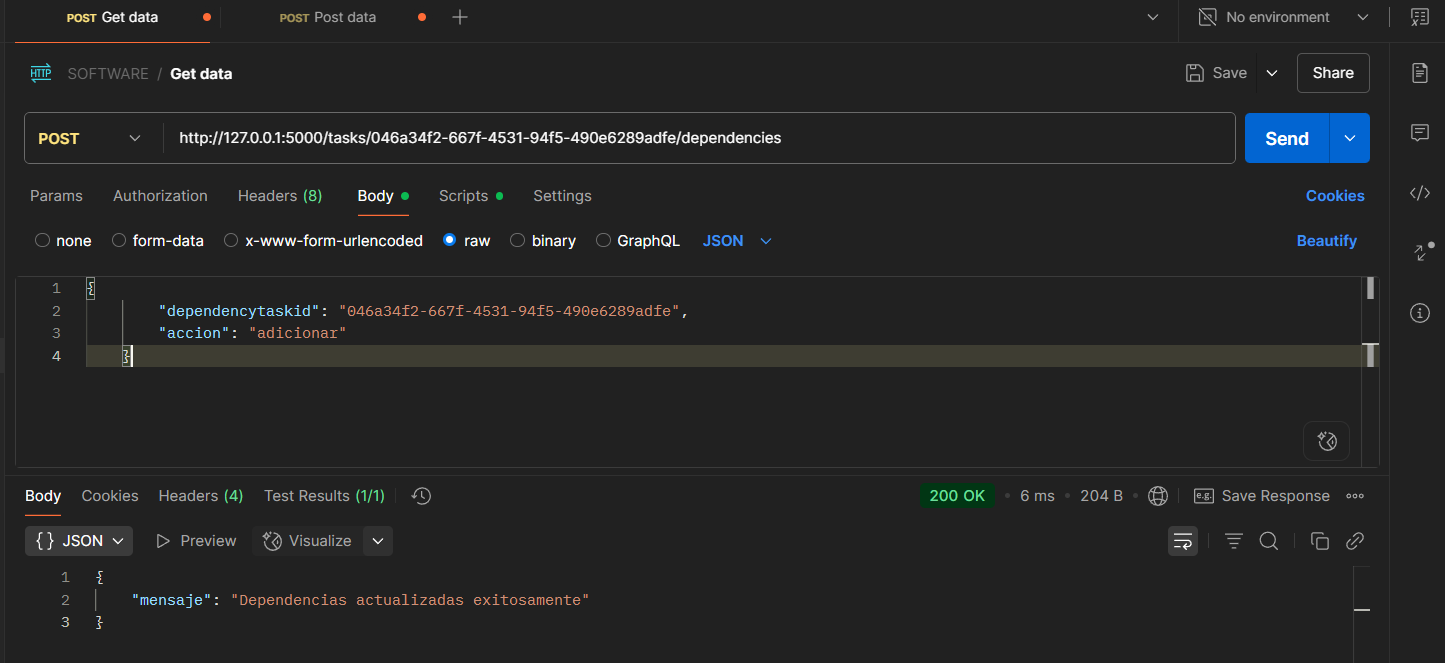 POST Get data POST Post data No environment
HTTP SOFTWARE / Get data Save Share
POST http://127.0.0.1:5000/tasks/046a34f2-667f-4531-94f5-490e6289adfe/dependencies Send
Params Authorization Headers (8) Body Scripts Settings Cookies
none form-data x-www-form-urlencoded raw binary GraphQL JSON Beautify
1 {
2 "dependencytaskid": "046a34f2-667f-4531-94f5-490e6289adfe",
3 "accion": "adicionar"
4 }
Body Cookies Headers (4) Test Results (1/1) 200 OK 6 ms 204 B e.g. Save Response
{} JSON Preview Visualize
1 {
2 "mensaje": "Dependencias actualizadas exitosamente"
3 }